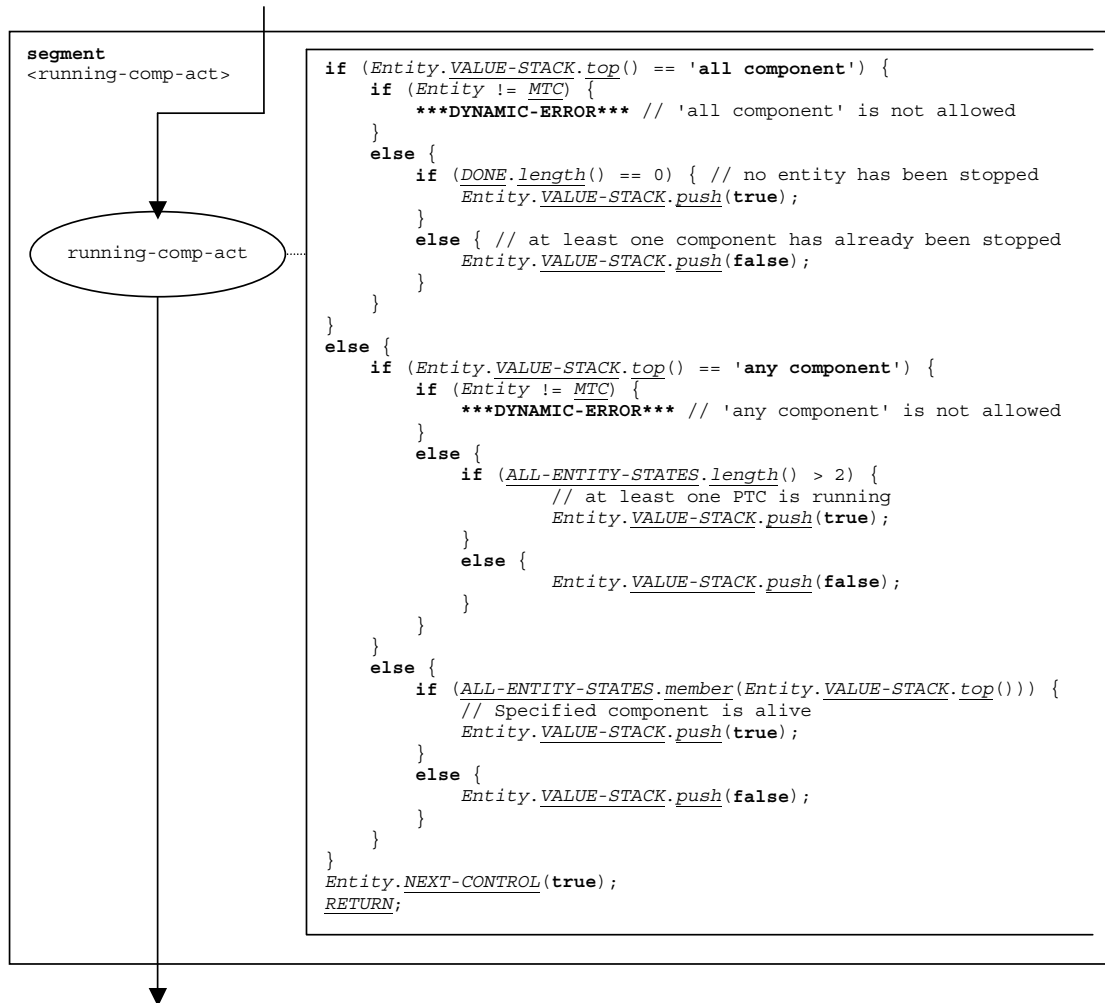 segment
<running-comp-act>
running-comp-act
if (Entity.VALUE-STACK.top() == 'all component') {
if (Entity != MTC) {
***DYNAMIC-ERROR*** // 'all component' is not allowed
}
else {
if (DONE.length() == 0) { // no entity has been stopped
Entity.VALUE-STACK.push(true);
}
else { // at least one component has already been stopped
Entity.VALUE-STACK.push(false);
}
}
}
else {
if (Entity.VALUE-STACK.top() == 'any component') {
if (Entity != MTC) {
***DYNAMIC-ERROR*** // 'any component' is not allowed
}
else {
if (ALL-ENTITY-STATES.length() > 2) {
// at least one PTC is running
Entity.VALUE-STACK.push(true);
}
else {
Entity.VALUE-STACK.push(false);
}
}
}
else {
if (ALL-ENTITY-STATES.member(Entity.VALUE-STACK.top())) {
// Specified component is alive
Entity.VALUE-STACK.push(true);
}
else {
Entity.VALUE-STACK.push(false);
}
}
}
Entity.NEXT-CONTROL(true);
RETURN;